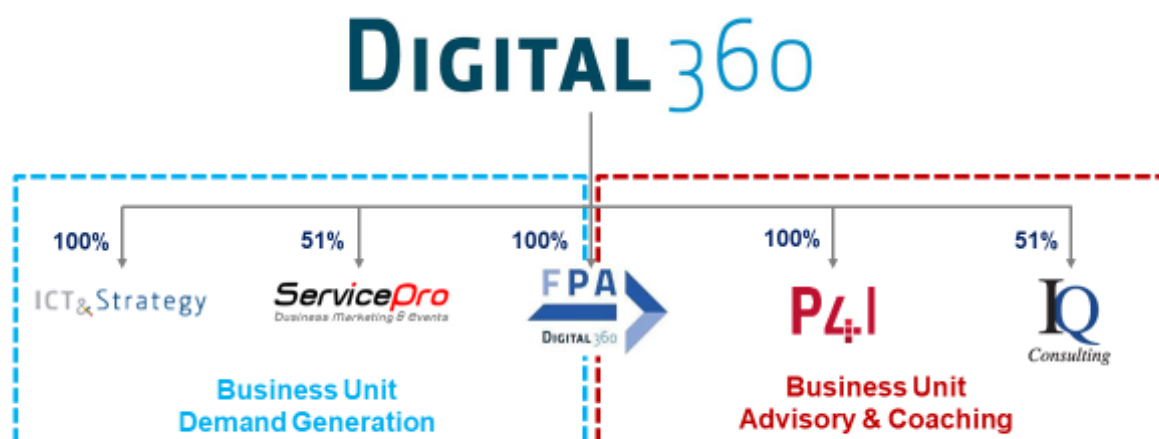 DIGITAL 360
100%
51%
100%
100%
51%
ICT&Strategy
ServicePro
Business Marketing & Events
FPA
DIGITAL 360
P4I
IQ
Consulting
Business Unit
Demand Generation
Business Unit
Advisory & Coaching